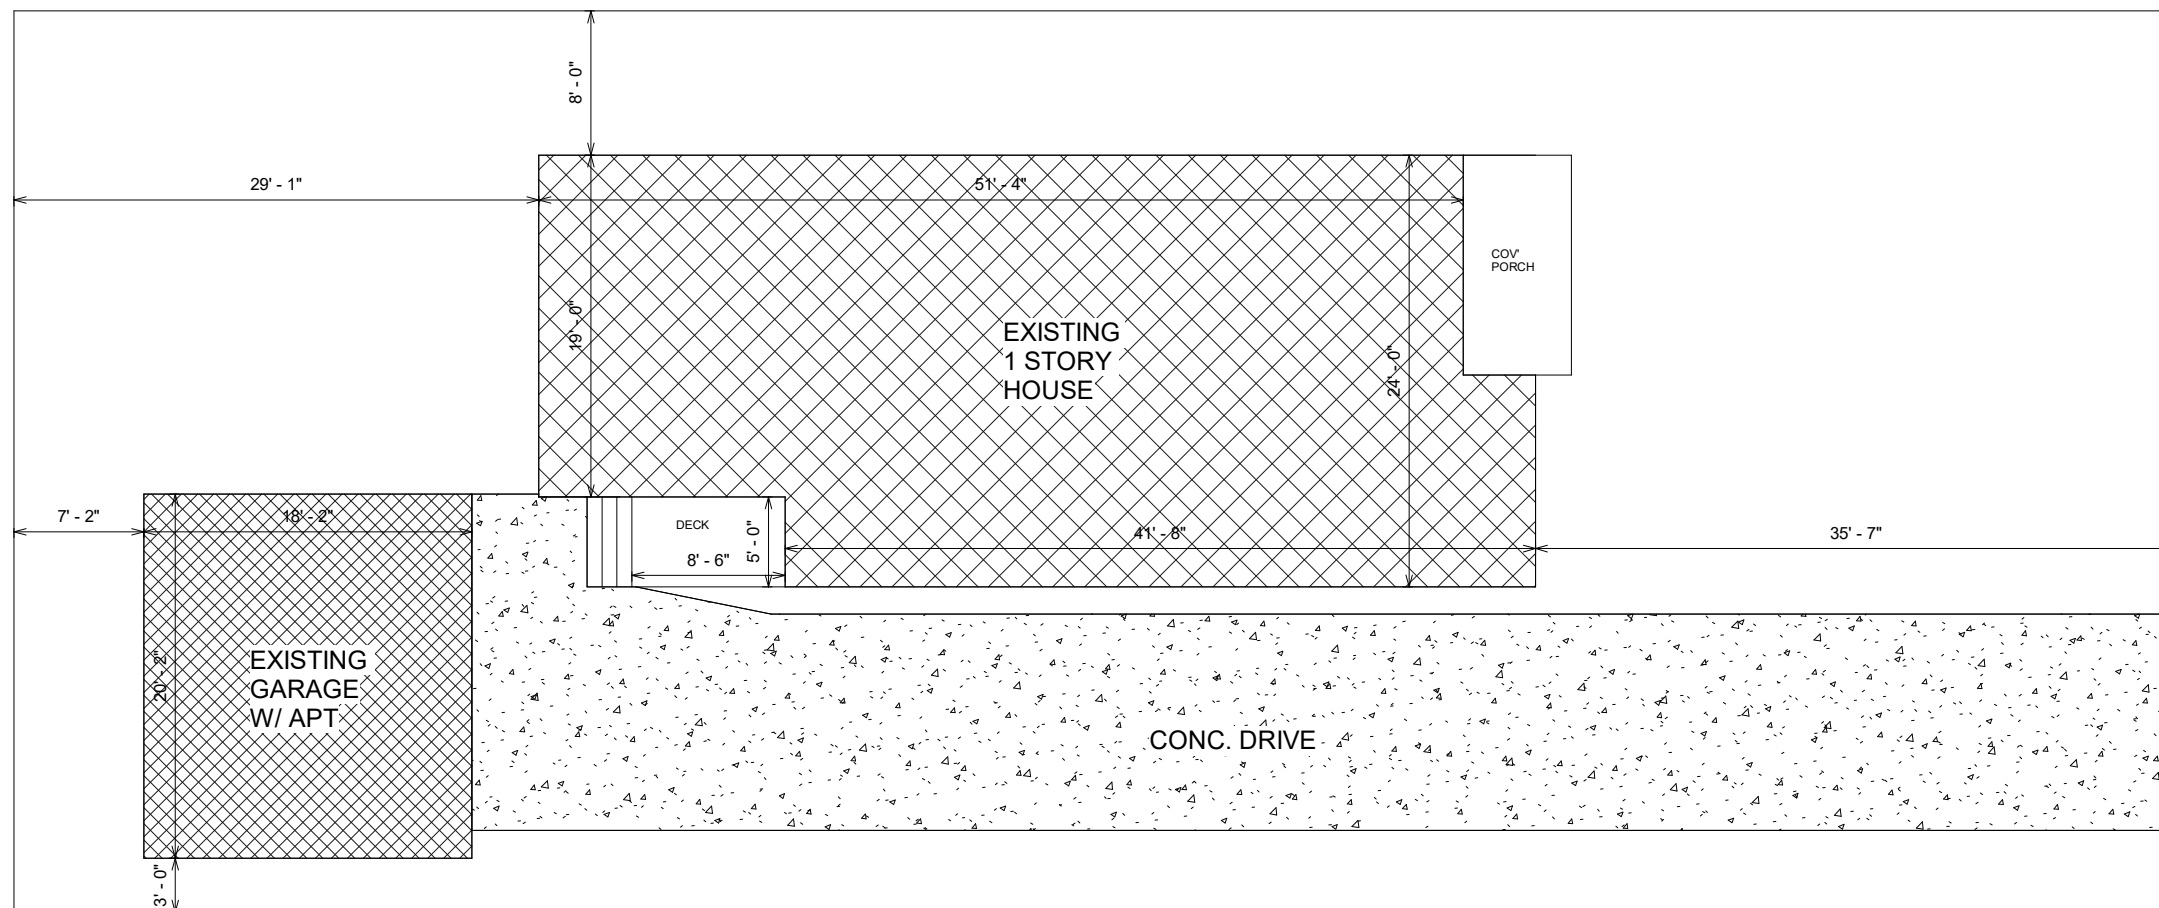 8' - 0"
29' - 1"
51' - 4"
COV'
PORCH
19' - 0"
EXISTING
1 STORY
HOUSE
24' - 0"
7' - 2"
18' - 2"
DECK
8' - 6"
5' - 0"
41' - 8"
35' - 7"
EXISTING
GARAGE
W/ APT
20' - 2"
CONC. DRIVE
3' - 0"